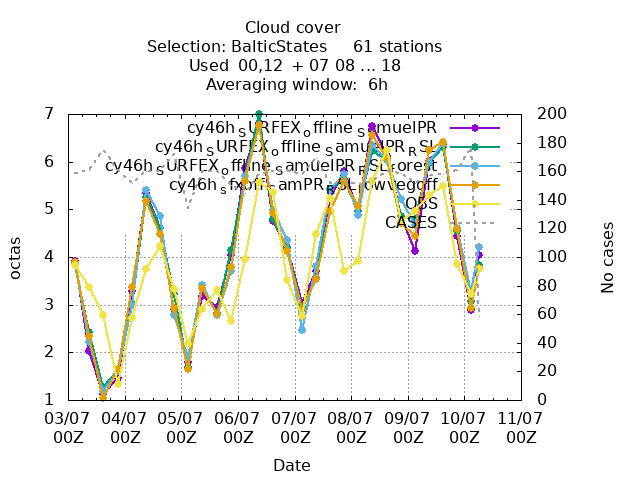 Cloud cover
Selection: BalticStates 61 stations
Used 00,12 + 07 08 ... 18
Averaging window: 6h
7
6
5
4
3
2
1
octas
200
180
160
140
120
100
80
60
40
20
0
No cases
cy46h_SURFEX_offline_SamuelPR
OBS
CASES
03/07 00Z
04/07 00Z
05/07 00Z
06/07 00Z
07/07 00Z
08/07 00Z
09/07 00Z
10/07 00Z
11/07 00Z
Date